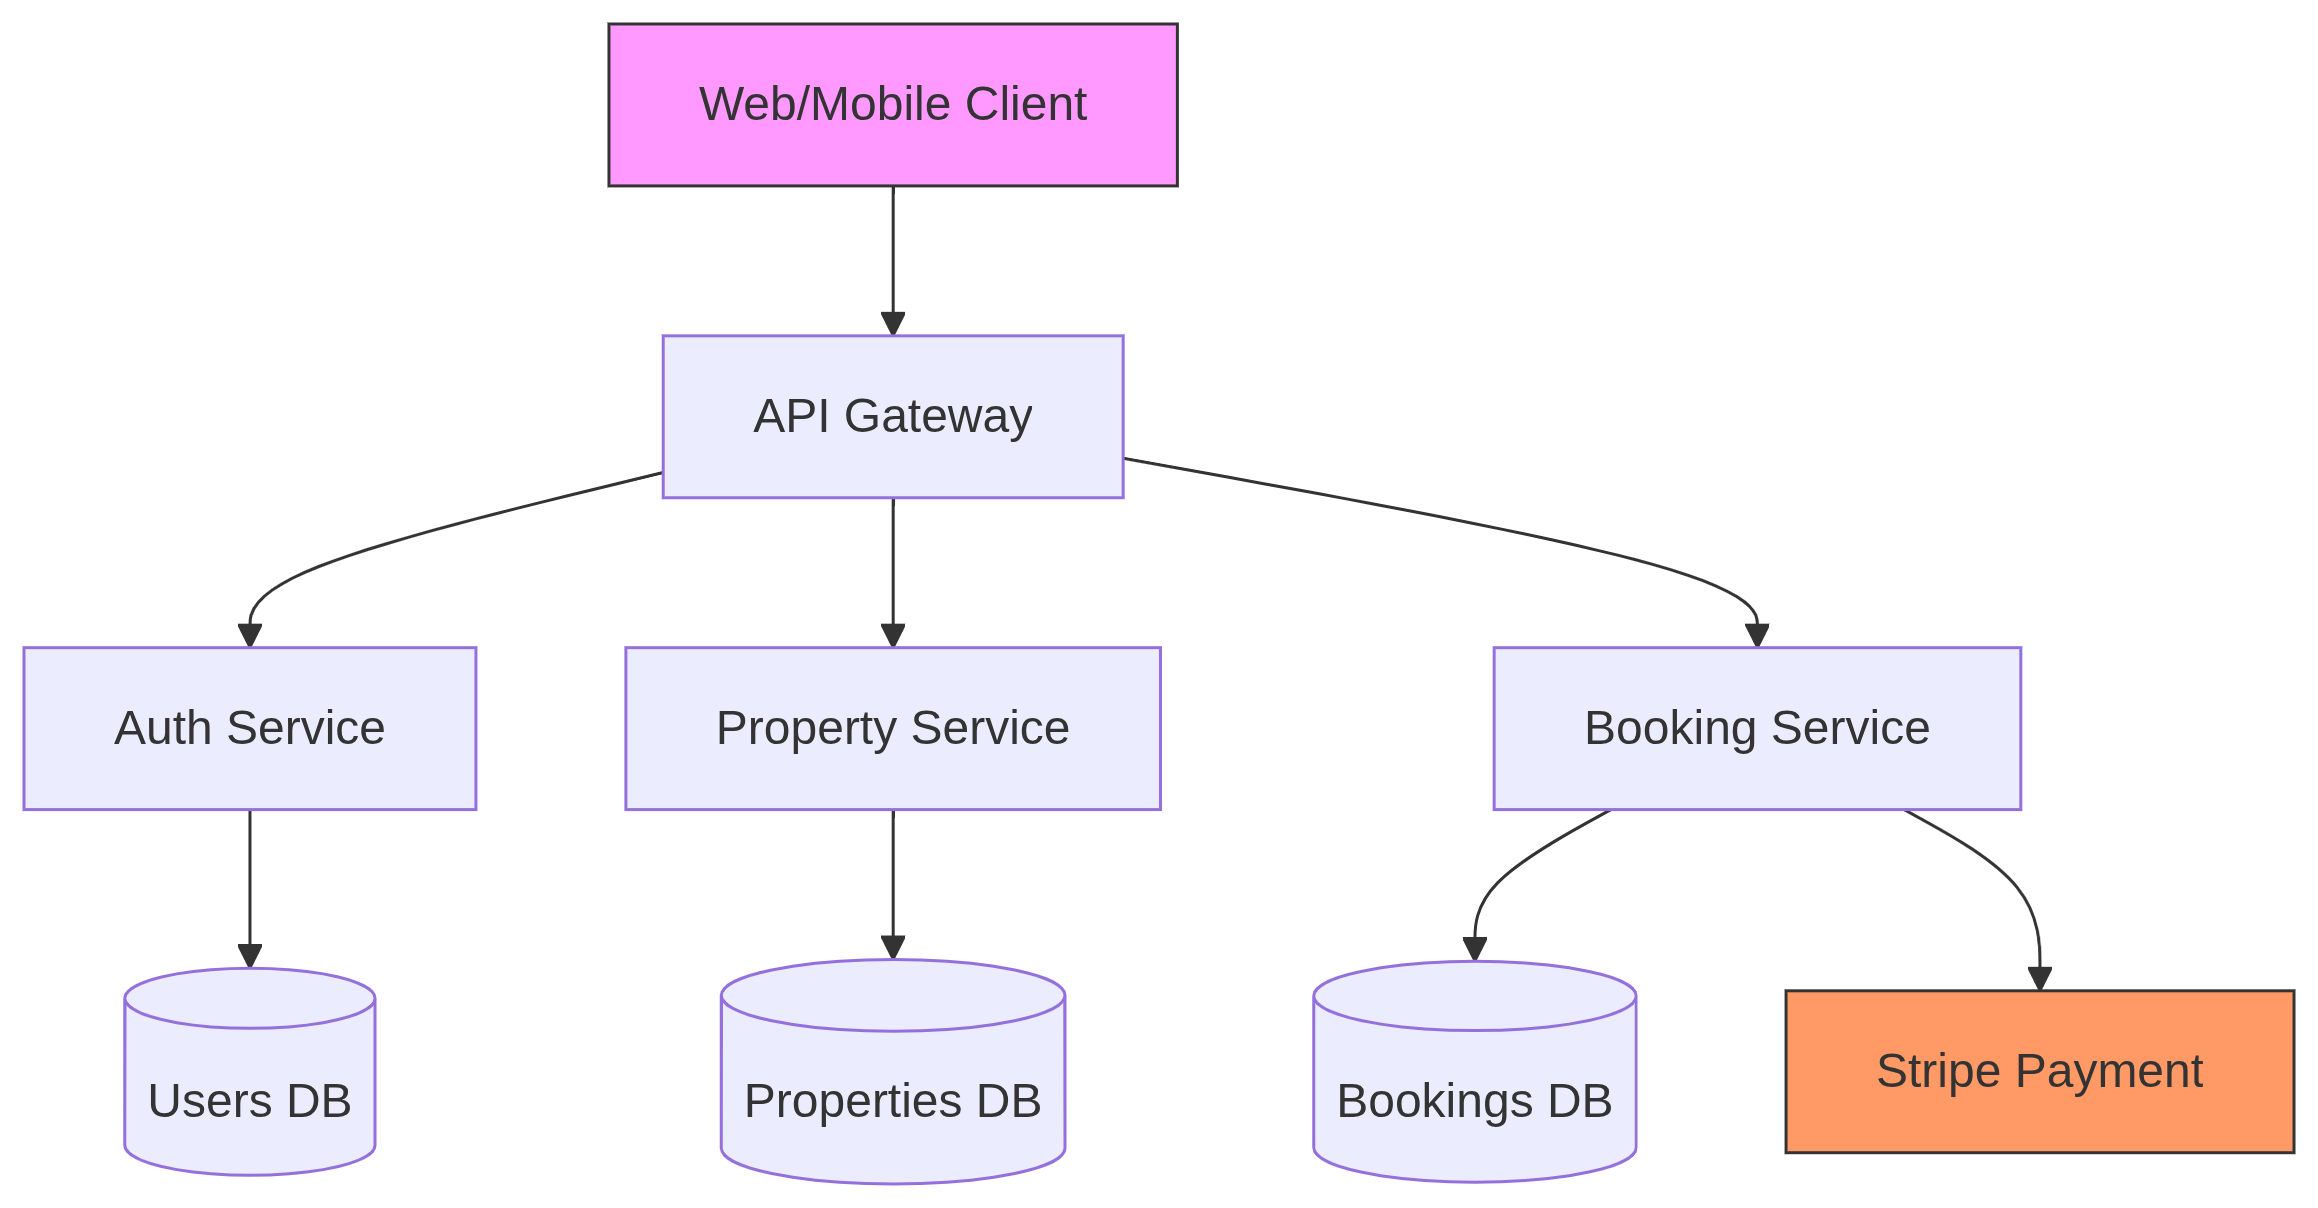 Web/Mobile Client
API Gateway
Auth Service
Property Service
Booking Service
Users DB
Properties DB
Bookings DB
Stripe Payment